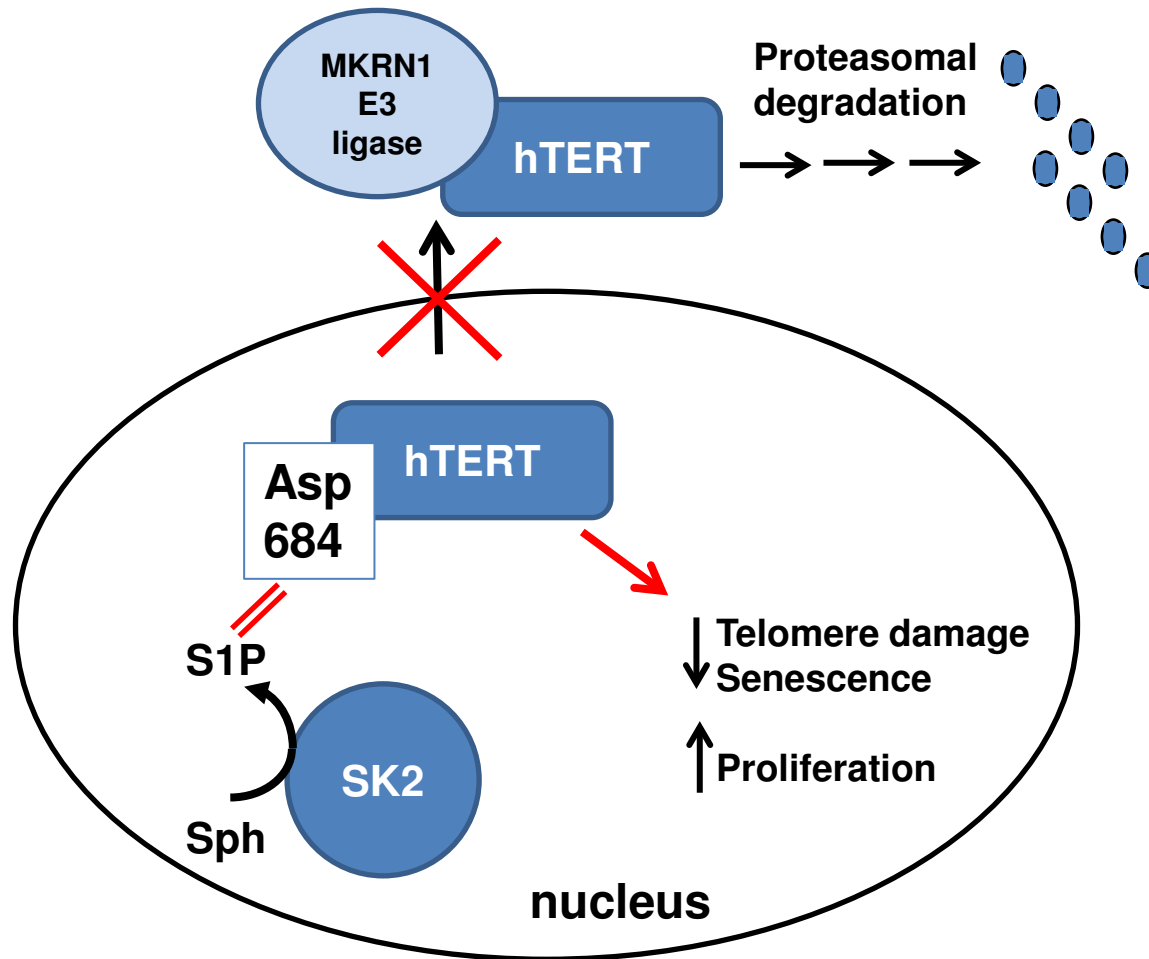 MKRN1
E3
ligase
hTERT
Proteasomal
degradation
hTERT
Asp
684
S1P
SK2
Sph
Telomere damage
Senescence
Proliferation
nucleus